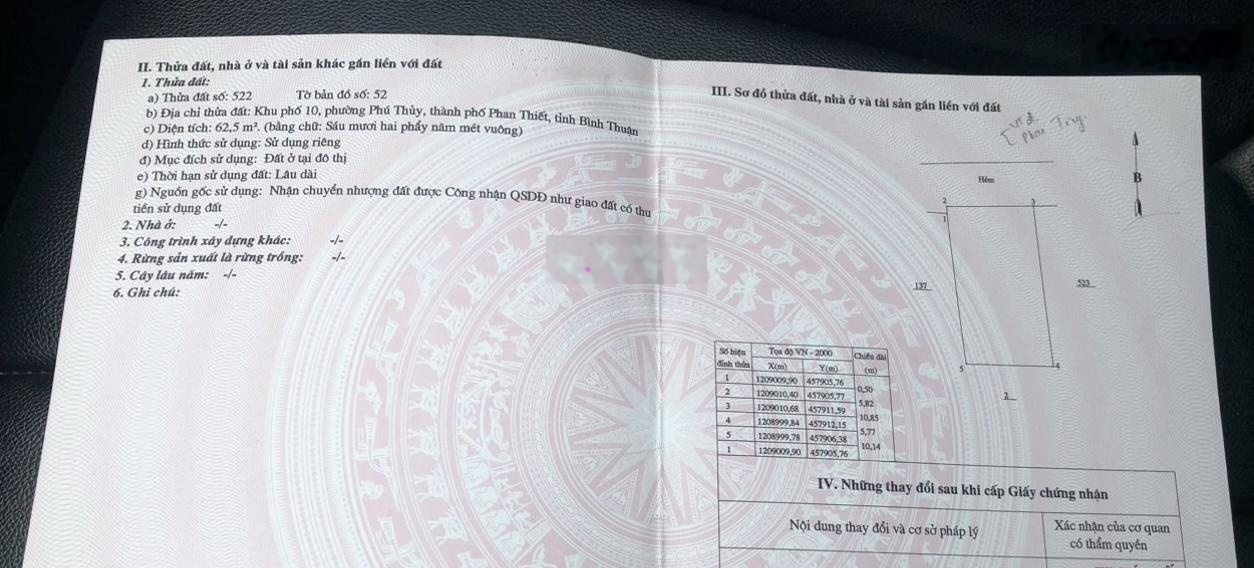 II. Thửa đất, nhà ở và tài sản khác gắn liền với đất
1. Thửa đất:
a) Thửa đất số: 522 Tờ bản đồ số: 52
b) Địa chỉ thửa đất: Khu phố 10, phường Phú Thủy, thành phố Phan Thiết, tỉnh Bình Thuận
c) Diện tích: 62,5 m². (bằng chữ: Sáu mươi hai phẩy năm mét vuông)
d) Hình thức sử dụng: Sử dụng riêng
đ) Mục đích sử dụng: Đất ở tại đô thị
e) Thời hạn sử dụng đất: Lâu dài
g) Nguồn gốc sử dụng: Nhận chuyển nhượng đất được Công nhận QSDĐ như giao đất có thu
tiền sử dụng đất
2. Nhà ở: -/-
3. Công trình xây dựng khác: -/-
4. Rừng sản xuất là rừng trồng: -/-
5. Cây lâu năm: -/-
6. Ghi chú:
III. Sơ đồ thửa đất, nhà ở và tài sản gắn liền với đất
Hẻm
B
2 3
1
137 523
5 4
2
Số hiệu đỉnh thửa Tọa độ VN - 2000 Chiều dài (m)
X(m) Y(m)
1 1209009,90 457905,76
0,50
2 1209010,40 457905,77
5,82
3 1209010,68 457911,59
10,85
4 1208999,84 457912,15
5,77
5 1208999,78 457906,38
10,14
1 1209009,90 457905,76
IV. Những thay đổi sau khi cấp Giấy chứng nhận
Nội dung thay đổi và cơ sở pháp lý
Xác nhận của cơ quan
có thẩm quyền